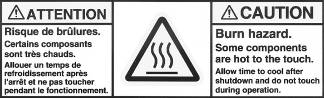 ATTENTION
Risque de brûlures.
Certains composants
sont très chauds.
Allouer un temps de
refroidissement après
l'arrêt et ne pas toucher
pendant le fonctionnement.
CAUTION
Burn hazard.
Some components
are hot to the touch.
Allow time to cool after
shutdown and do not touch
during operation.